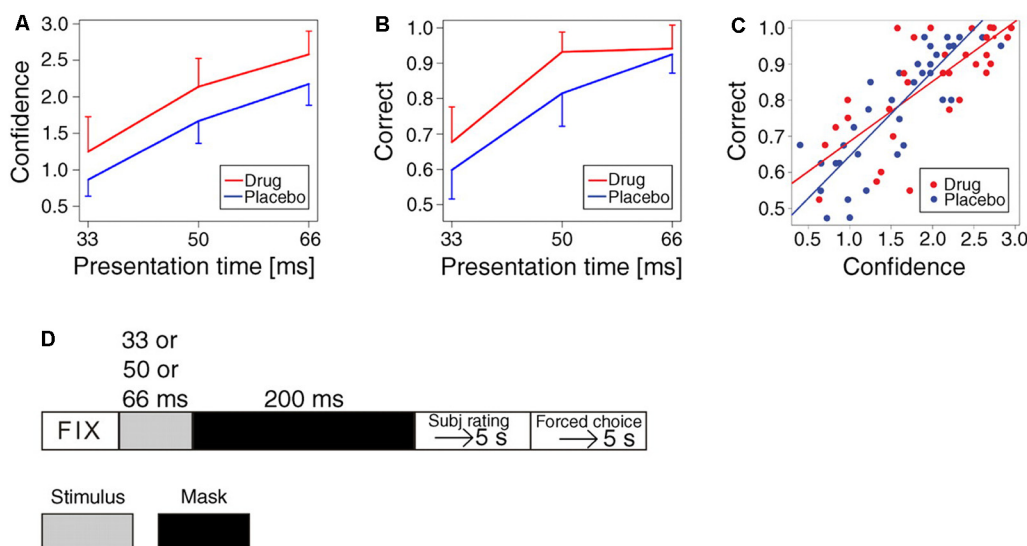 A
3.0
2.5
2.0
1.5
1.0
0.5
Confidence
Drug
Placebo
33
50
66
Presentation time [ms]
B
1.0
0.9
0.8
0.7
0.6
0.5
Correct
Drug
Placebo
33
50
66
Presentation time [ms]
C
1.0
0.9
0.8
0.7
0.6
0.5
Correct
Drug
Placebo
0.5
1.0
1.5
2.0
2.5
3.0
Confidence
D
33 or
50 or
66 ms
200 ms
FIX
Subj rating
→5 s
Forced choice
→5 s
Stimulus
Mask